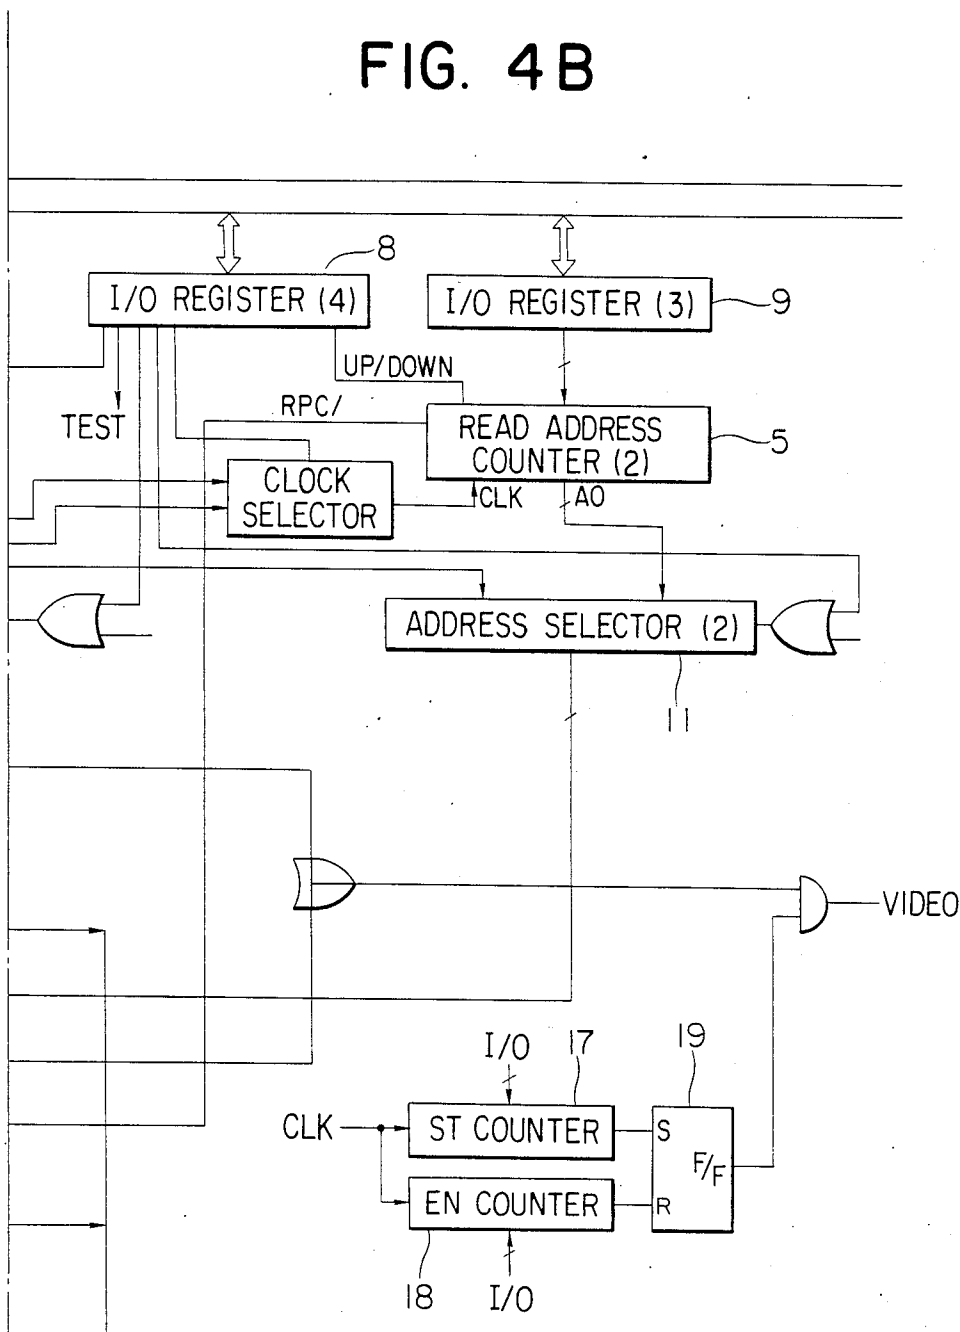 FIG. 4B
8
I/O REGISTER (4)
I/O REGISTER (3)
9
UP/DOWN
RPC/
TEST
READ ADDRESS
COUNTER (2)
5
CLOCK
SELECTOR
CLK
A0
ADDRESS SELECTOR (2)
11
VIDEO
I/O
17
19
CLK
ST COUNTER
S
F/F
EN COUNTER
R
18
I/O